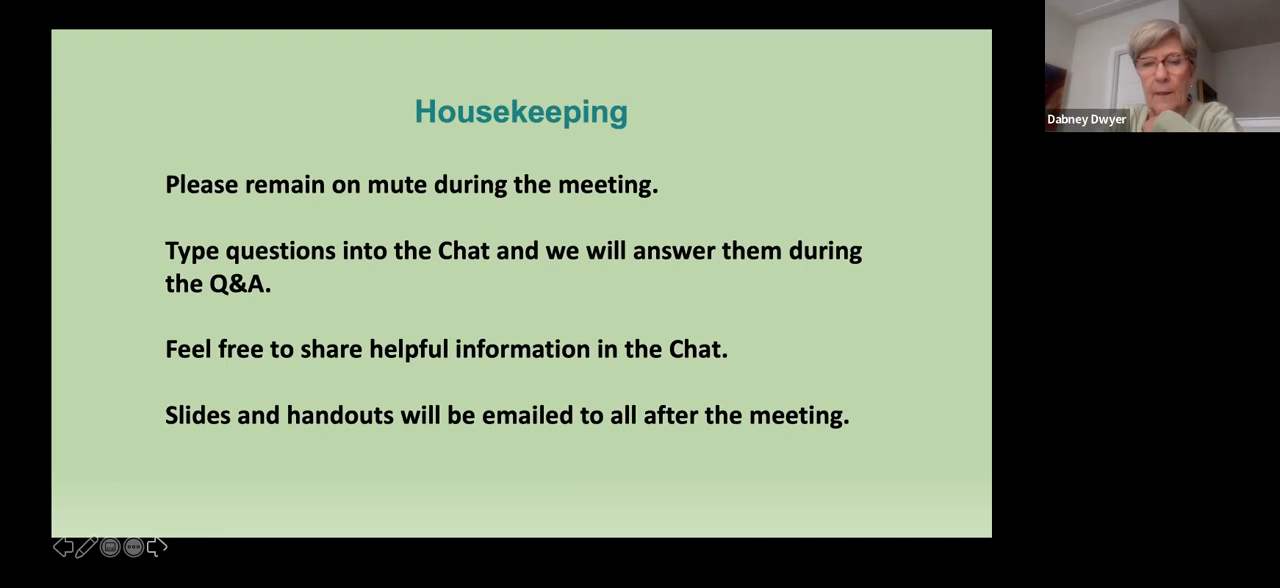 Housekeeping
Please remain on mute during the meeting.
Type questions into the Chat and we will answer them during
the Q&A.
Feel free to share helpful information in the Chat.
Slides and handouts will be emailed to all after the meeting.
Dabney Dwyer